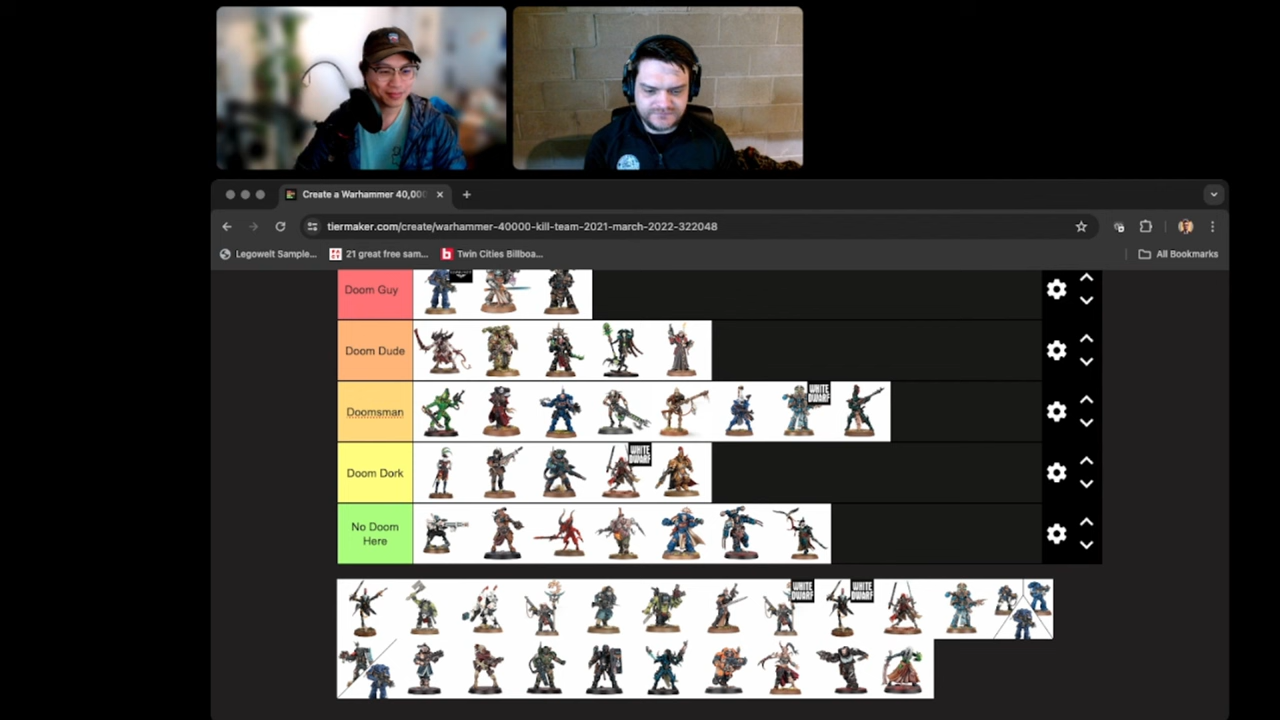 Create a Warhammer 40,000
tiermaker.com/create/warhammer-40000-kill-team-2021-march-2022-322048
Legowelt Sample...
21 great free sam...
b
Twin Cities Billboa...
All Bookmarks
Doom Guy
Doom Dude
Doomsman
WHITE
DWARF
Doom Dork
WHITE
DWARF
No Doom
Here
WHITE
DWARF
WHITE
DWARF